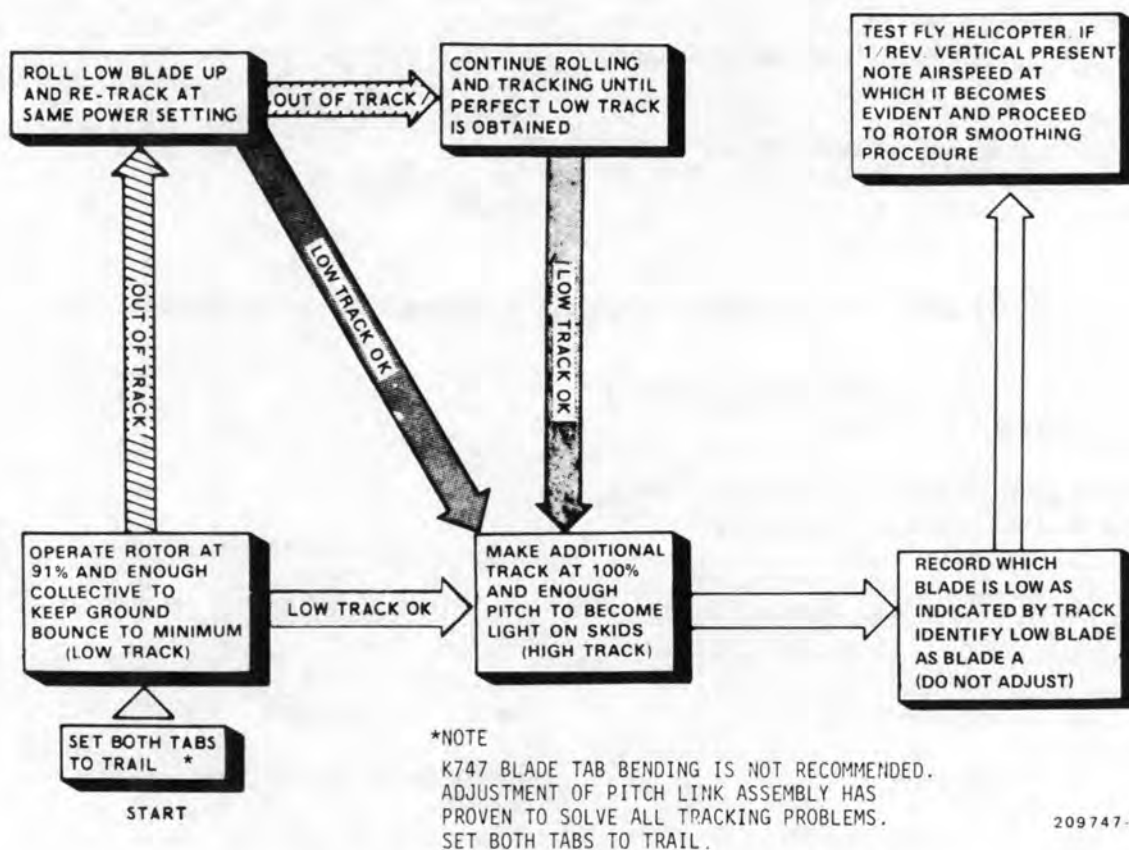 ROLL LOW BLADE UP
AND RE-TRACK AT
SAME POWER SETTING
OUT OF TRACK
CONTINUE ROLLING
AND TRACKING UNTIL
PERFECT LOW TRACK
IS OBTAINED
TEST FLY HELICOPTER. IF
1/REV. VERTICAL PRESENT
NOTE AIRSPEED AT
WHICH IT BECOMES
EVIDENT AND PROCEED
TO ROTOR SMOOTHING
PROCEDURE
OUT OF TRACK
LOW TRACK OK
LOW TRACK OK
OPERATE ROTOR AT
91% AND ENOUGH
COLLECTIVE TO
KEEP GROUND
BOUNCE TO MINIMUM
(LOW TRACK)
LOW TRACK OK
MAKE ADDITIONAL
TRACK AT 100%
AND ENOUGH
PITCH TO BECOME
LIGHT ON SKIDS
(HIGH TRACK)
RECORD WHICH
BLADE IS LOW AS
INDICATED BY TRACK
IDENTIFY LOW BLADE
AS BLADE A
(DO NOT ADJUST)
SET BOTH TABS
TO TRAIL *
START
*NOTE
K747 BLADE TAB BENDING IS NOT RECOMMENDED.
ADJUSTMENT OF PITCH LINK ASSEMBLY HAS
PROVEN TO SOLVE ALL TRACKING PROBLEMS.
SET BOTH TABS TO TRAIL.
209747-